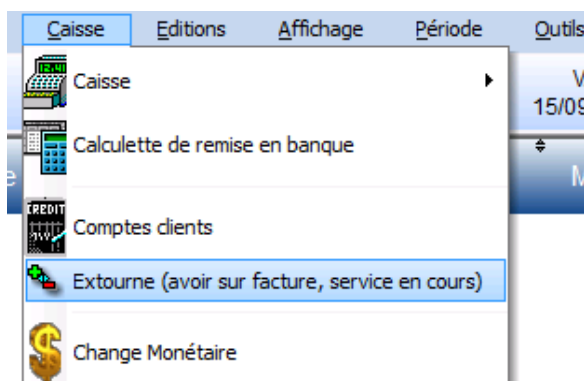 Caisse Editions Affichage Période Outils
Caisse
15/09
Calculette de remise en banque
CREDIT
Comptes clients
Extourne (avoir sur facture, service en cours)
Change Monétaire